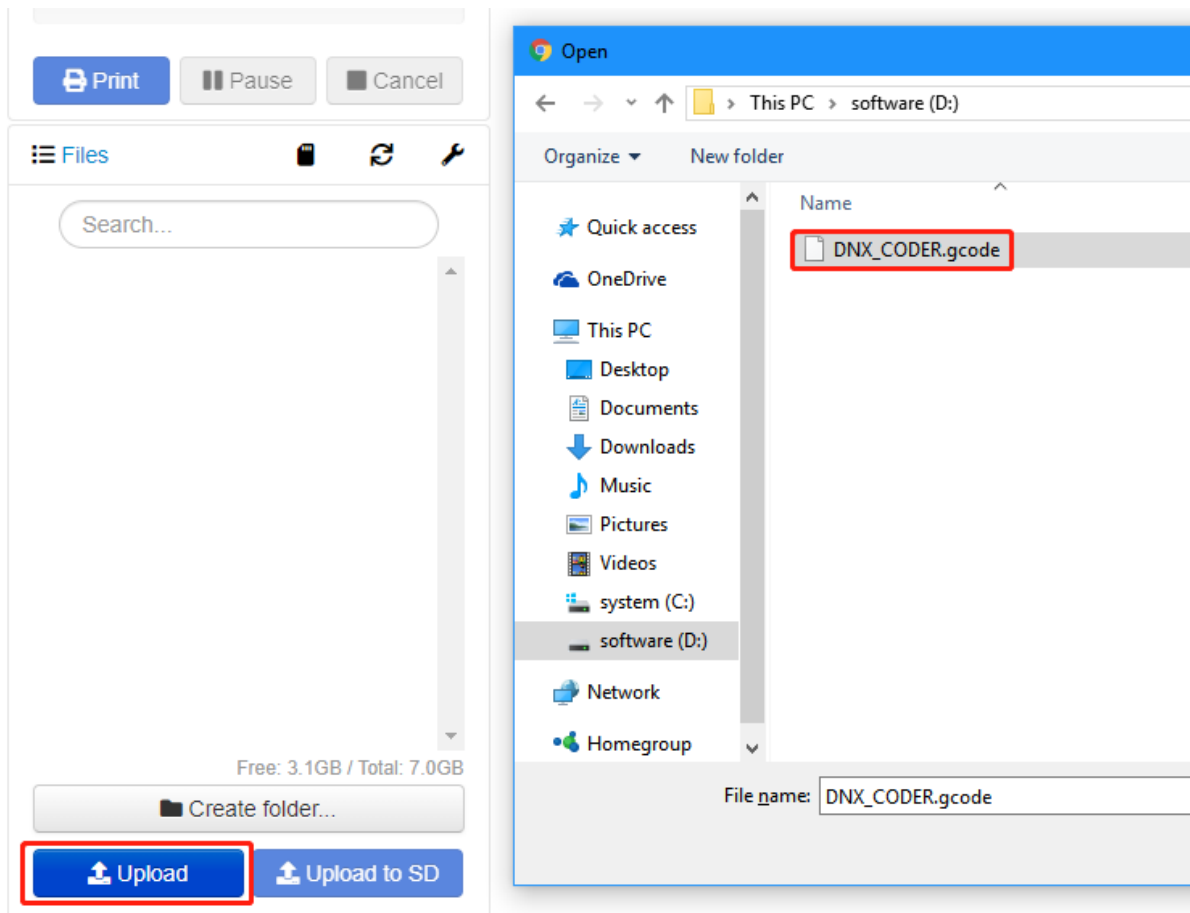 Print Pause Cancel
Files
Search...
Free: 3.1GB / Total: 7.0GB
Create folder...
Upload Upload to SD
Open
This PC software (D:)
Organize New folder
Name
DNX_CODER.gcode
Quick access
OneDrive
This PC
Desktop
Documents
Downloads
Music
Pictures
Videos
system (C:)
software (D:)
Network
Homegroup
File name: DNX_CODER.gcode